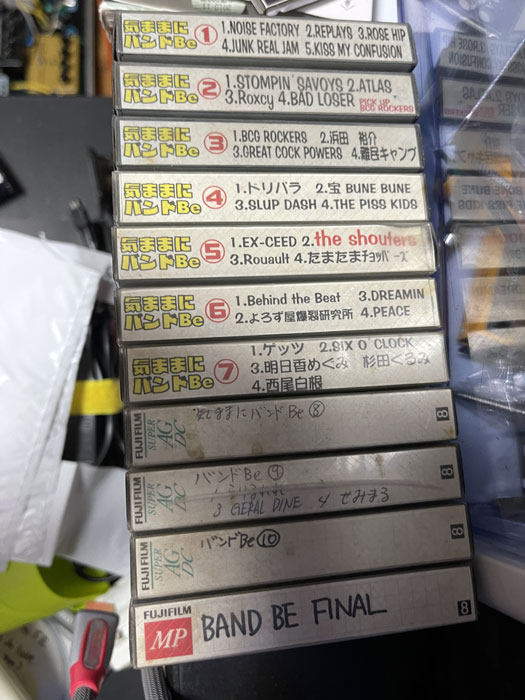 気ままに
バンドBe ① 1.NOISE FACTORY 2.REPLAYS 3.ROSE HIP
4.JUNK REAL JAM 5.KISS MY CONFUSION
気ままに
バンドBe ② 1.STOMPIN' SAVOYS 2.ATLAS
3.Roxcy 4.BAD LOSER PICK UP
BCG ROCKERS
気ままに
バンドBe ③ 1.BCG ROCKERS 2.浜田 裕介
3.GREAT COCK POWERS 4.難民キャンプ
気ままに
バンドBe ④ 1.トリバラ 2.宝 BUNE BUNE
3.SLUP DASH 4.THE PISS KIDS
気ままに
バンドBe ⑤ 1.EX-CEED 2.the shouters
3.Rouault 4.たまたまチョッパーズ
気ままに
バンドBe ⑥ 1.Behind the Beat 3.DREAMIN
2.よろず屋爆裂研究所 4.PEACE
気ままに
バンドBe ⑦ 1.ゲッツ 2.SIX O' CLOCK
3.明日香めぐみ 杉田くるみ
4.西尾白根
FUJIFILM
SUPER
AG
DC
気ままにバンドBe ⑧
8
FUJIFILM
SUPER
AG
DC
バンドBe ⑨
3 GERAL DINE 4 せみまる
8
FUJIFILM
SUPER
AG
DC
バンドBe ⑩
8
FUJIFILM
MP
BAND BE FINAL
8